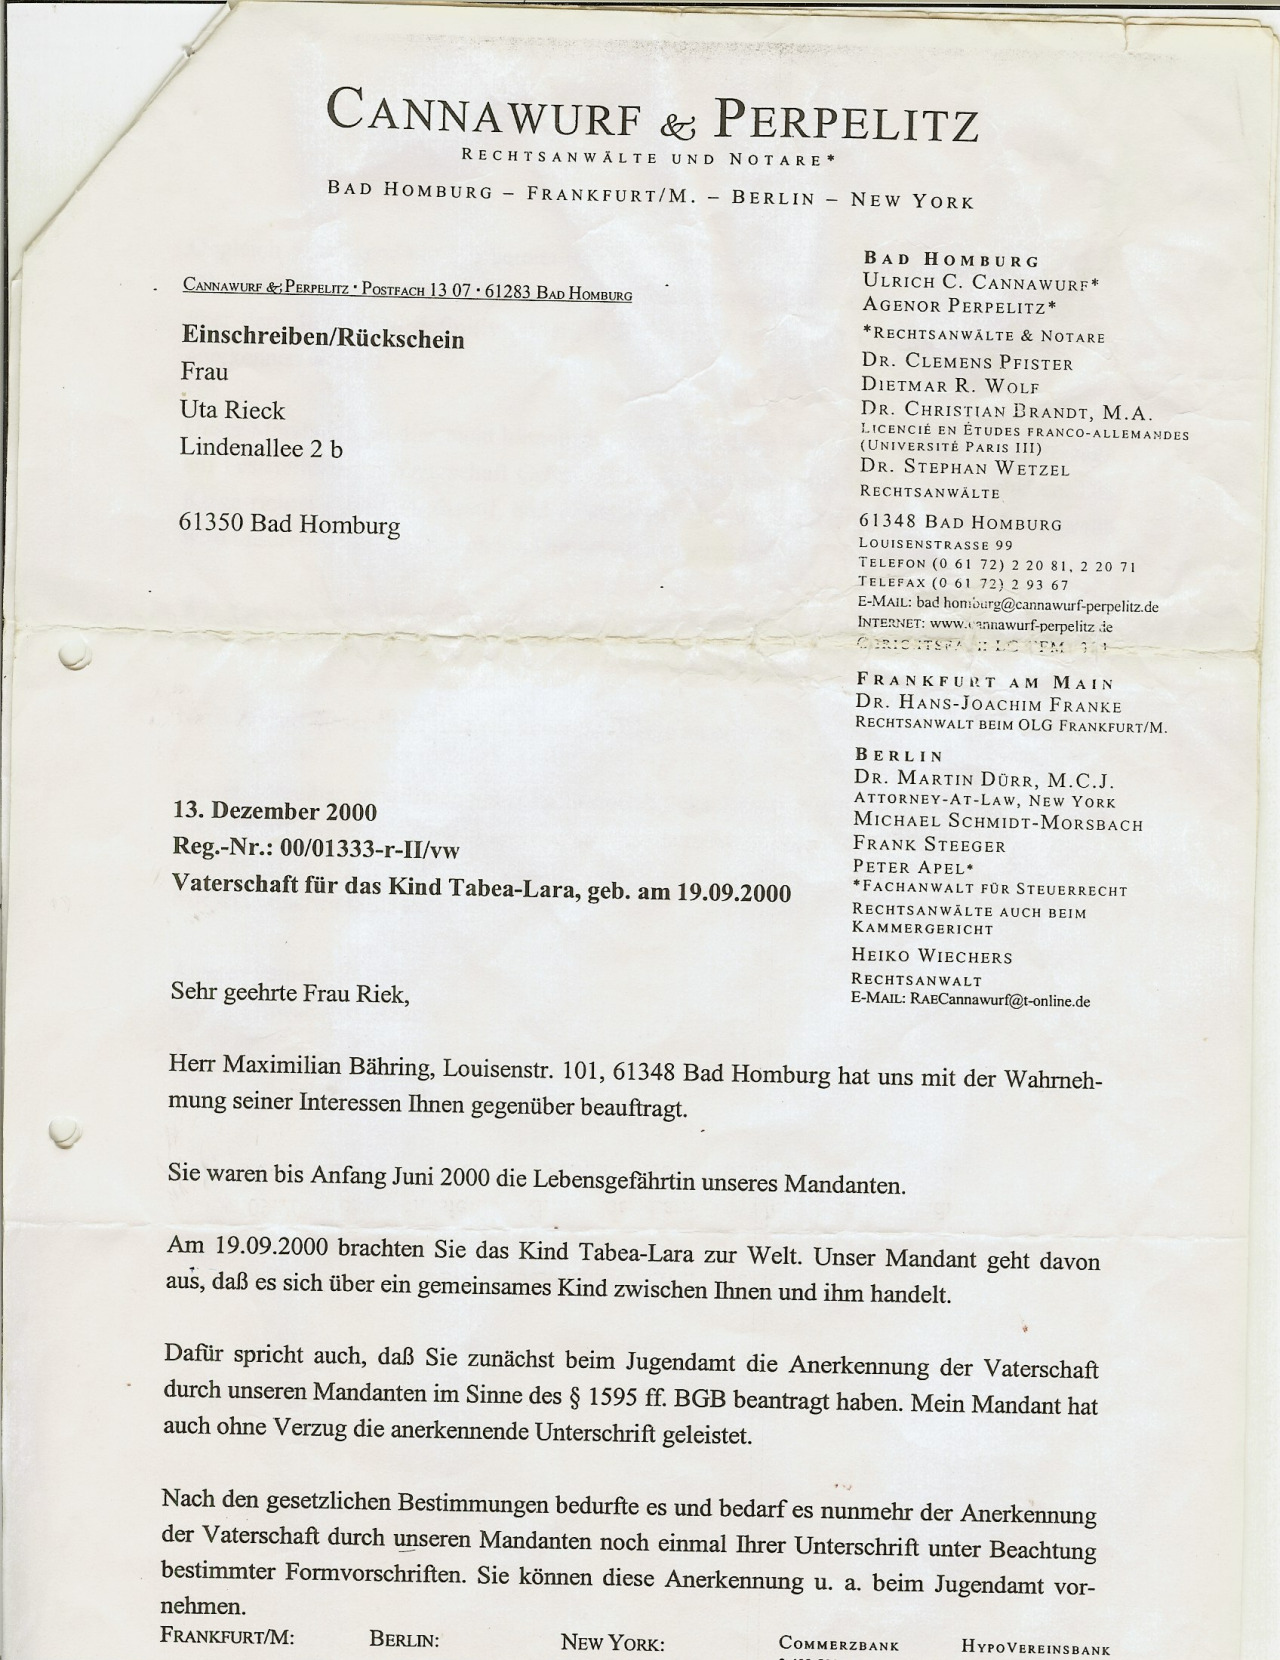 CANNAWURF & PERPELITZ
RECHTSANWÄLTE UND NOTARE*
BAD HOMBURG – FRANKFURT/M. – BERLIN – NEW YORK
CANNAWURF & PERPELITZ · POSTFACH 13 07 · 61283 BAD HOMBURG
Einschreiben/Rückschein
Frau
Uta Rieck
Lindenallee 2 b
61350 Bad Homburg
BAD HOMBURG
ULRICH C. CANNAWURF*
AGENOR PERPELITZ*
*RECHTSANWÄLTE & NOTARE
DR. CLEMENS PFISTER
DIETMAR R. WOLF
DR. CHRISTIAN BRANDT, M.A.
LICENCIÉ EN ÉTUDES FRANCO-ALLEMANDES
(UNIVERSITÉ PARIS III)
DR. STEPHAN WETZEL
RECHTSANWÄLTE
61348 BAD HOMBURG
LOUISENSTRASSE 99
TELEFON (0 61 72) 2 20 81, 2 20 71
TELEFAX (0 61 72) 2 93 67
E-MAIL: bad homburg@cannawurf-perpelitz.de
INTERNET: www.cannawurf-perpelitz.de
FRANKFURT AM MAIN
DR. HANS-JOACHIM FRANKE
RECHTSANWALT BEIM OLG FRANKFURT/M.
BERLIN
DR. MARTIN DÜRR, M.C.J.
ATTORNEY-AT-LAW, NEW YORK
MICHAEL SCHMIDT-MORSBACH
FRANK STEEGER
PETER APEL*
*FACHANWALT FÜR STEUERRECHT
RECHTSANWÄLTE AUCH BEIM
KAMMERGERICHT
HEIKO WIECHERS
RECHTSANWALT
E-MAIL: RAECannawurf@t-online.de
13. Dezember 2000
Reg.-Nr.: 00/01333-r-II/vw
Vaterschaft für das Kind Tabea-Lara, geb. am 19.09.2000
Sehr geehrte Frau Riek,
Herr Maximilian Bähring, Louisenstr. 101, 61348 Bad Homburg hat uns mit der Wahrneh-
mung seiner Interessen Ihnen gegenüber beauftragt.
Sie waren bis Anfang Juni 2000 die Lebensgefährtin unseres Mandanten.
Am 19.09.2000 brachten Sie das Kind Tabea-Lara zur Welt. Unser Mandant geht davon
aus, daß es sich über ein gemeinsames Kind zwischen Ihnen und ihm handelt.
Dafür spricht auch, daß Sie zunächst beim Jugendamt die Anerkennung der Vaterschaft
durch unseren Mandanten im Sinne des § 1595 ff. BGB beantragt haben. Mein Mandant hat
auch ohne Verzug die anerkennende Unterschrift geleistet.
Nach den gesetzlichen Bestimmungen bedurfte es und bedarf es nunmehr der Anerkennung
der Vaterschaft durch unseren Mandanten noch einmal Ihrer Unterschrift unter Beachtung
bestimmter Formvorschriften. Sie können diese Anerkennung u. a. beim Jugendamt vor-
nehmen.
FRANKFURT/M: BERLIN: NEW YORK: COMMERZBANK HYPOVEREINSBANK